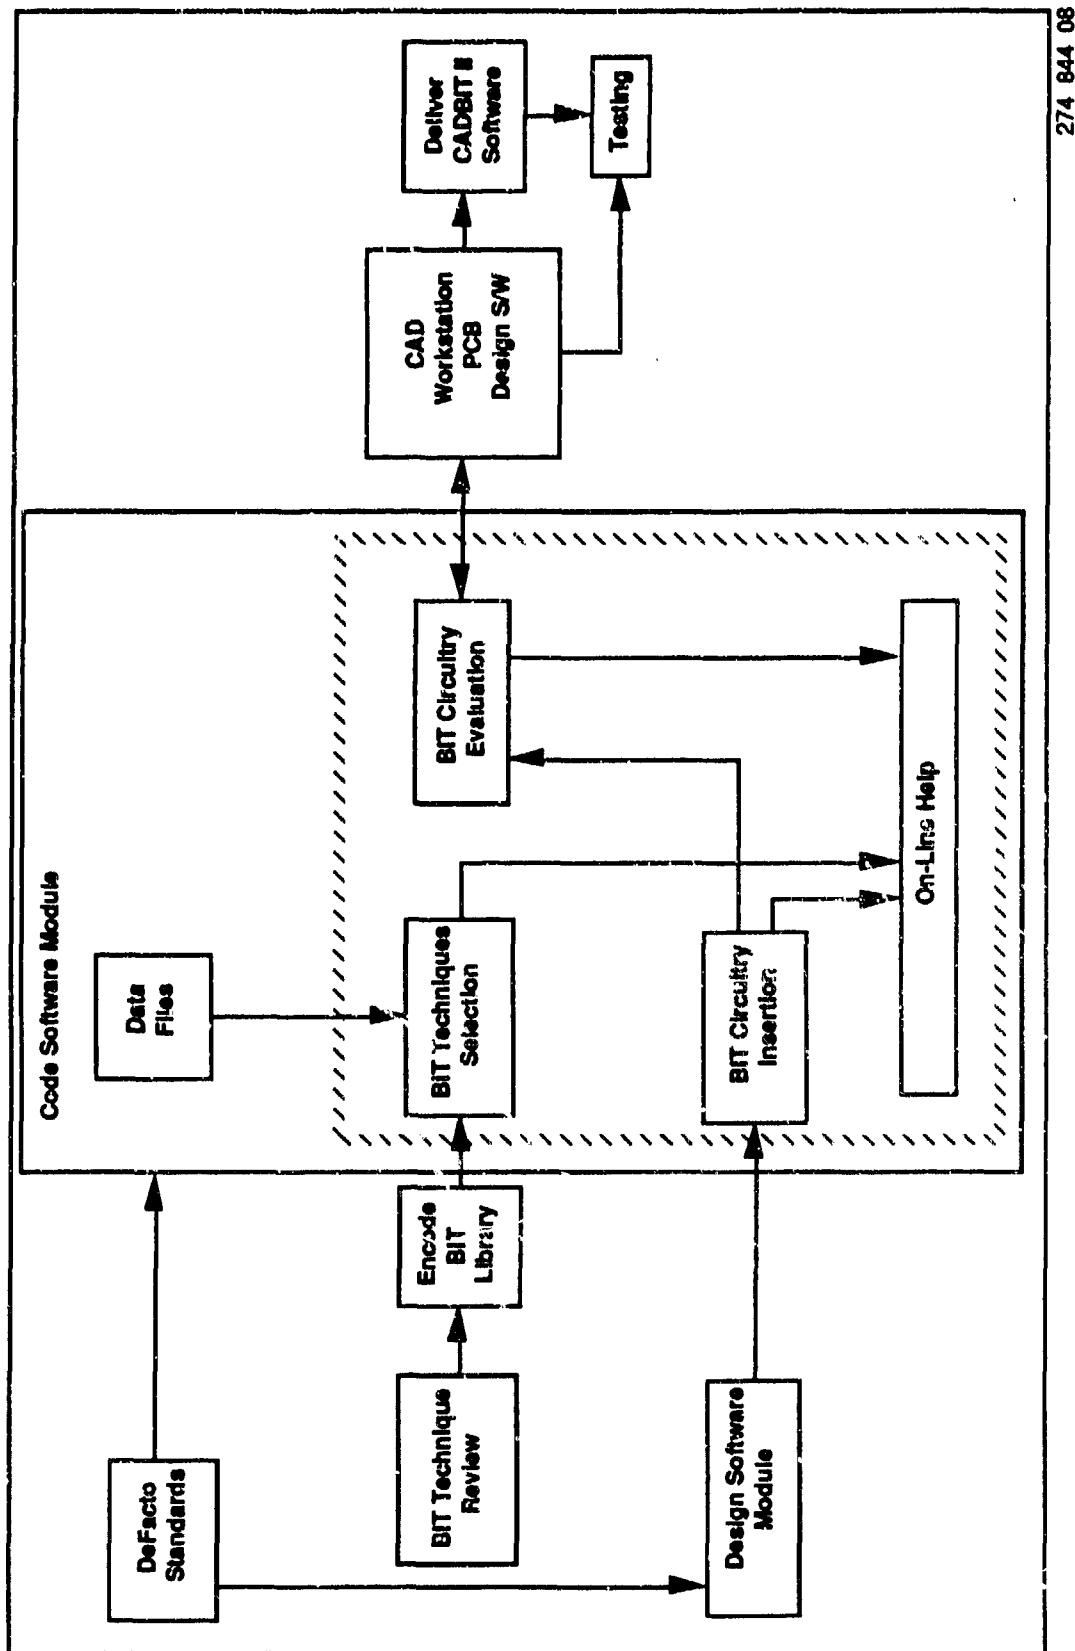 DeFacto
Standards
BIT Technique
Review
Design Software
Module
Encode
BIT
Library
Code Software Module
Data
Files
BIT Techniques
Selection
BIT Circuitry
Insertion
BIT Circuitry
Evaluation
On-Line Help
CAD
Workstation
PCB
Design S/W
Deliver
CADBIT II
Software
Testing
274 844 08